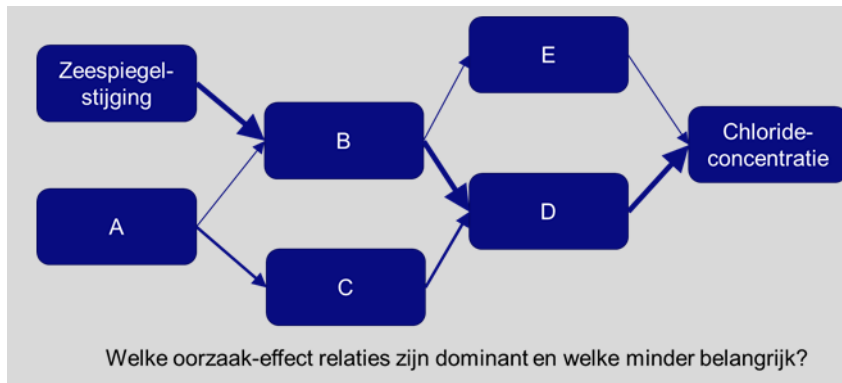 Zeespiegel-
stijging
A
B
C
E
D
Chloride-
concentratie
Welke oorzaak-effect relaties zijn dominant en welke minder belangrijk?